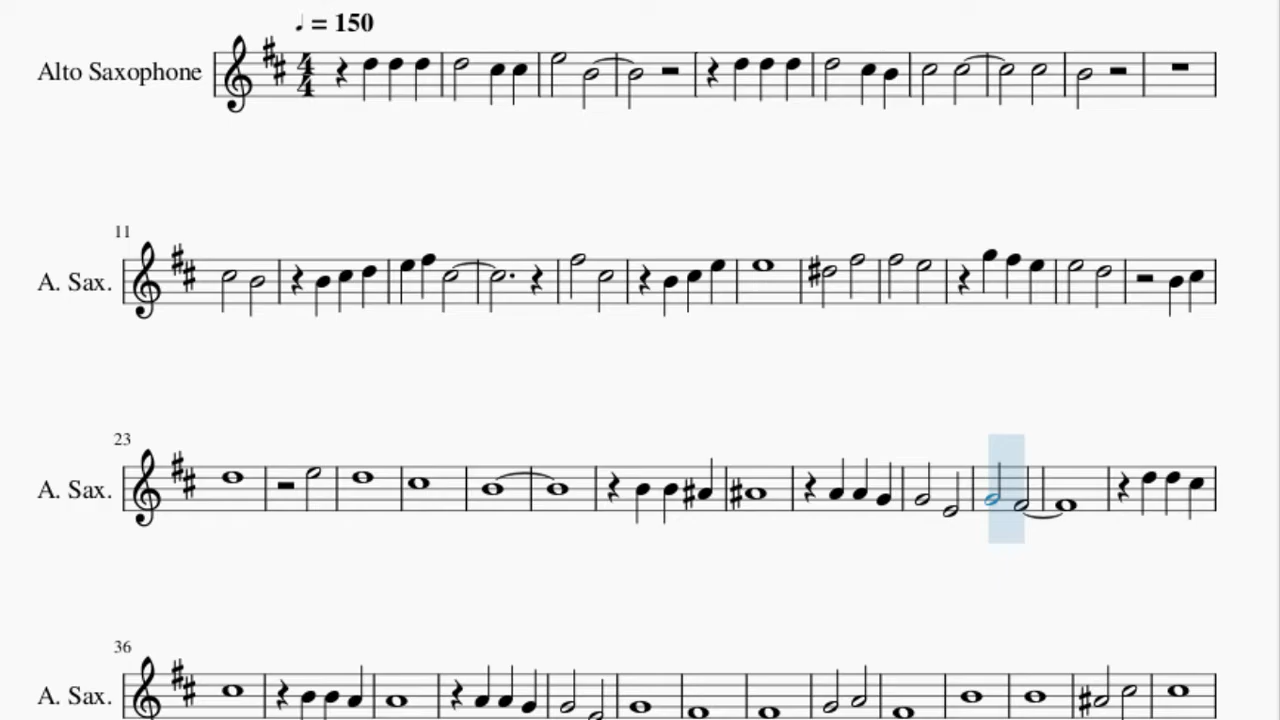 ♩ = 150
Alto Saxophone
4
4
11
A. Sax.
23
A. Sax.
36
A. Sax.